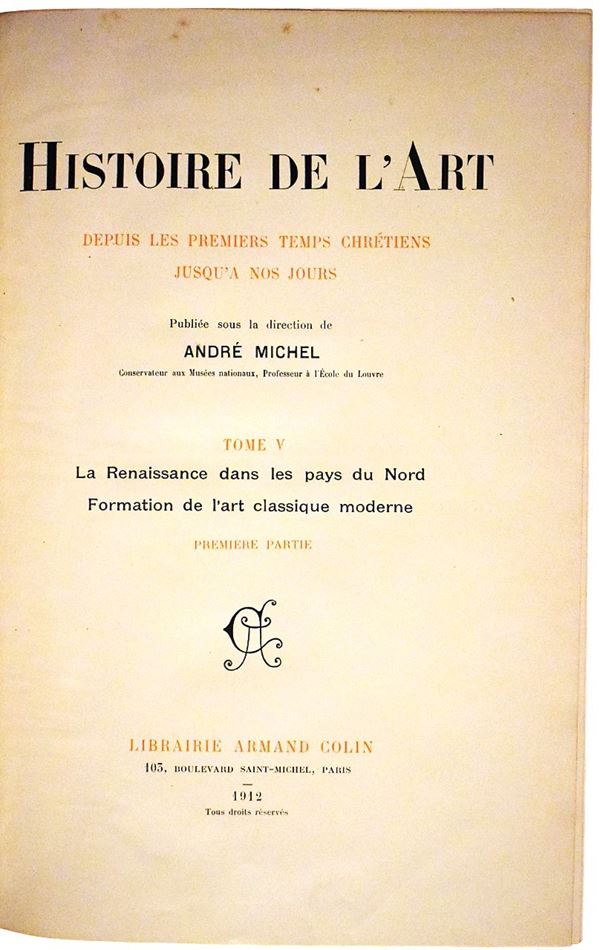 HISTOIRE DE L'ART
DEPUIS LES PREMIERS TEMPS CHRÉTIENS
JUSQU'A NOS JOURS
Publiée sous la direction de
ANDRÉ MICHEL
Conservateur aux Musées nationaux, Professeur à l'École du Louvre
TOME V
La Renaissance dans les pays du Nord
Formation de l'art classique moderne
PREMIERE PARTIE
AC
LIBRAIRIE ARMAND COLIN
103, BOULEVARD SAINT-MICHEL, PARIS
1912
Tous droits réservés